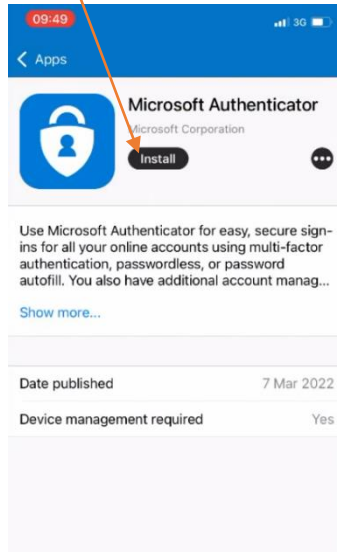 09:49
3G
Apps
Microsoft Authenticator
Microsoft Corporation
Install
Use Microsoft Authenticator for easy, secure sign-
ins for all your online accounts using multi-factor
authentication, passwordless, or password
autofill. You also have additional account manag...
Show more...
Date published 7 Mar 2022
Device management required Yes